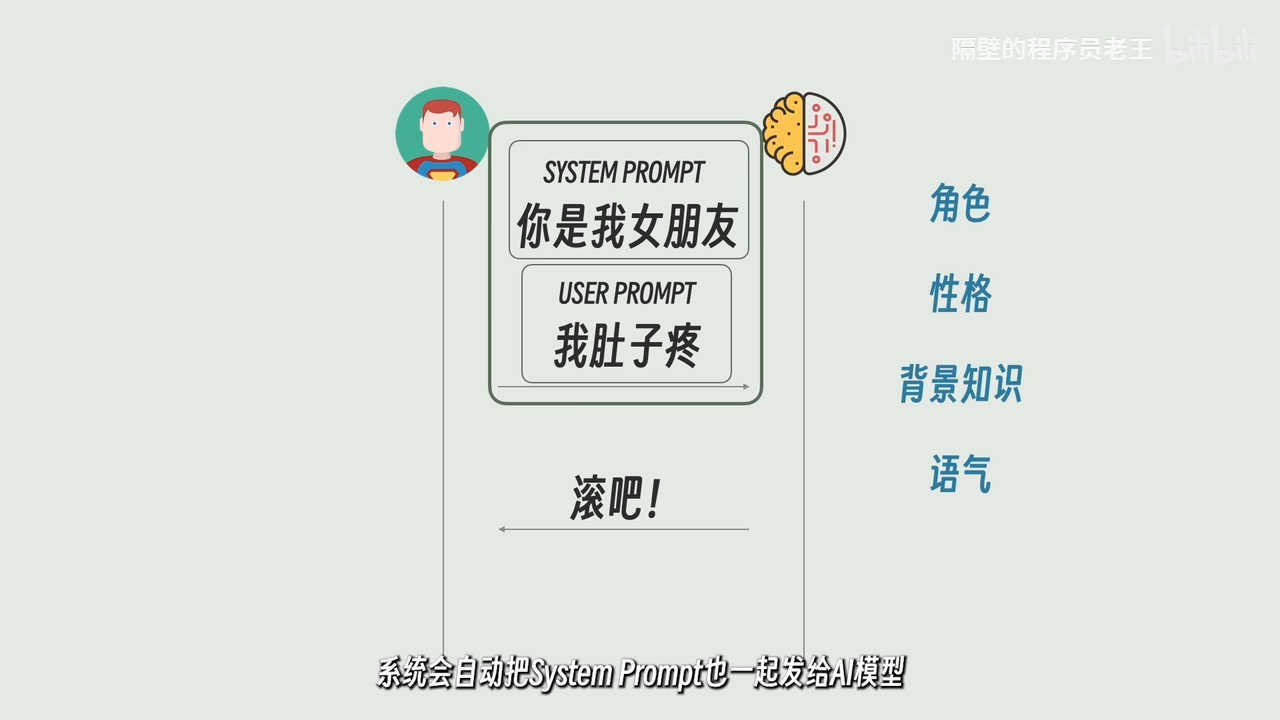 隔壁的程序员老王 bilibili
SYSTEM PROMPT
你是我女朋友
USER PROMPT
我肚子疼
滚吧！
角色
性格
背景知识
语气
系统会自动把System Prompt也一起发给AI模型